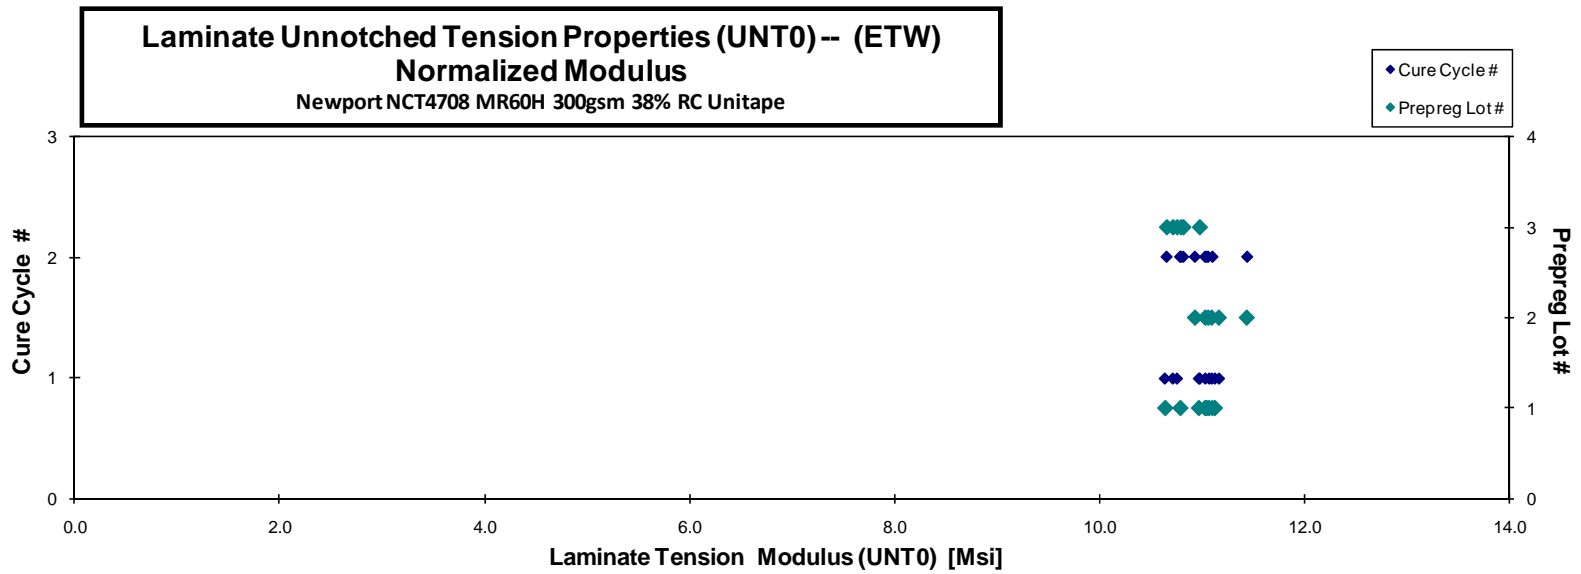 Laminate Unnotched Tension Properties (UNT0) -- (ETW)
Normalized Modulus
Newport NCT4708 MR60H 300gsm 38% RC Unitape
Cure Cycle #
Prepreg Lot #
3
2
1
0
Cure Cycle #
4
3
2
1
0
Prepreg Lot #
0.0 2.0 4.0 6.0 8.0 10.0 12.0 14.0
Laminate Tension Modulus (UNT0) [Msi]